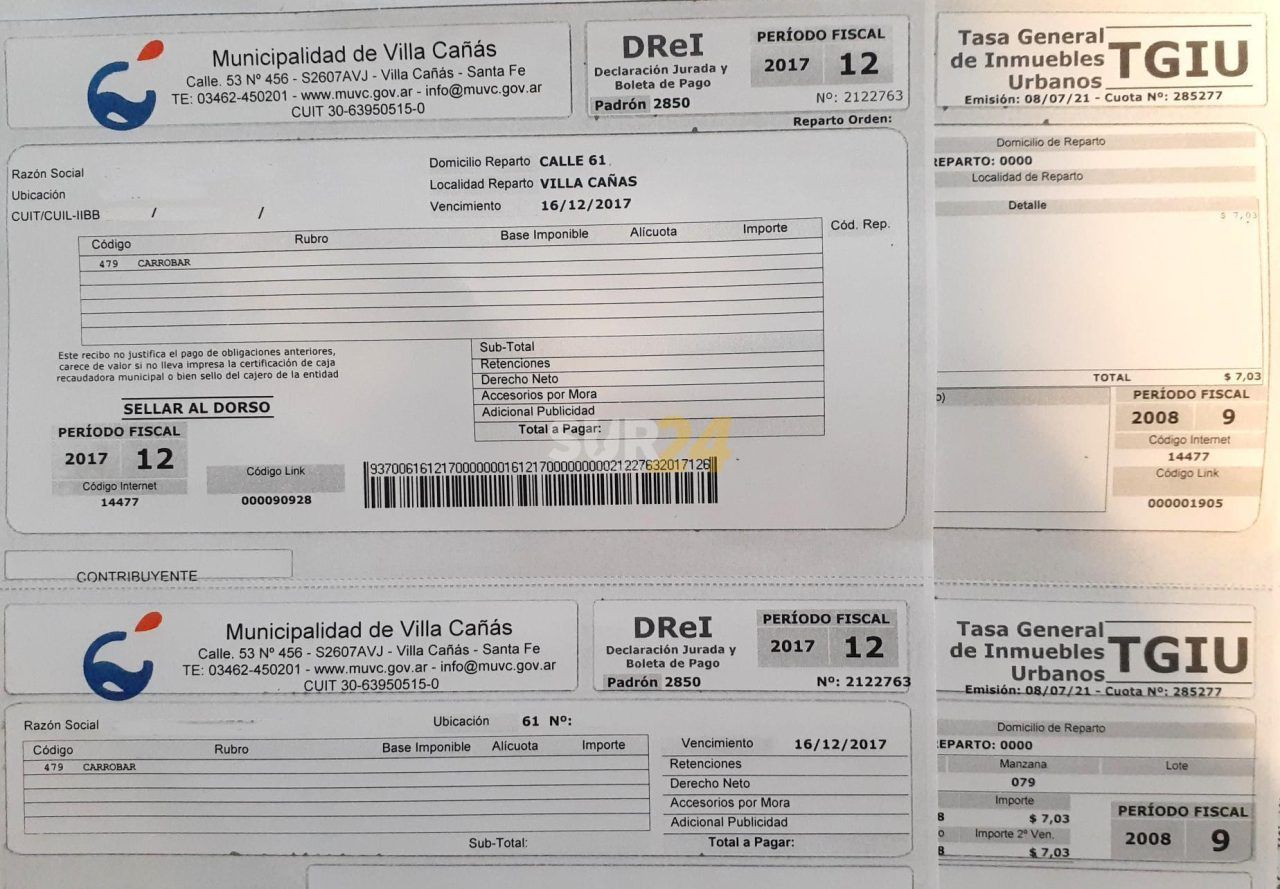 Municipalidad de Villa Cañás
Calle. 53 Nº 456 - S2607AVJ - Villa Cañás - Santa Fe
TE: 03462-450201 - www.muvc.gov.ar - info@muvc.gov.ar
CUIT 30-63950515-0
DReI
Declaración Jurada y
Boleta de Pago
Padrón 2850
PERÍODO FISCAL
2017 12
Nº: 2122763
Reparto Orden:
Razón Social
Ubicación
CUIT/CUIL-IIBB / /
Domicilio Reparto CALLE 61
Localidad Reparto VILLA CAÑAS
Vencimiento 16/12/2017
Código Rubro Base Imponible Alícuota Importe
Cód. Rep.
479 CARROBAR
Este recibo no justifica el pago de obligaciones anteriores,
carece de valor si no lleva impresa la certificación de caja
recaudadora municipal o bien sello del cajero de la entidad
SELLAR AL DORSO
Sub-Total
Retenciones
Derecho Neto
Accesorios por Mora
Adicional Publicidad
Total a Pagar:
SUR24
PERÍODO FISCAL
2017 12
Código Internet
14477
Código Link
000090928
CONTRIBUYENTE
Tasa General
de Inmuebles
Urbanos
TGIU
Emisión: 08/07/21 - Cuota Nº: 285277
Domicilio de Reparto
REPARTO: 0000
Localidad de Reparto
Detalle
$ 7,03
TOTAL $ 7,03
PERÍODO FISCAL
2008 9
Código Internet
14477
Código Link
000001905
Municipalidad de Villa Cañás
Calle. 53 Nº 456 - S2607AVJ - Villa Cañás - Santa Fe
TE: 03462-450201 - www.muvc.gov.ar - info@muvc.gov.ar
CUIT 30-63950515-0
DReI
Declaración Jurada y
Boleta de Pago
Padrón 2850
PERÍODO FISCAL
2017 12
Nº: 2122763
Razón Social
Ubicación 61 Nº:
Código Rubro Base Imponible Alícuota Importe
479 CARROBAR
Sub-Total:
Vencimiento 16/12/2017
Retenciones
Derecho Neto
Accesorios por Mora
Adicional Publicidad
Total a Pagar:
Tasa General
de Inmuebles
Urbanos
TGIU
Emisión: 08/07/21 - Cuota Nº: 285277
Domicilio de Reparto
REPARTO: 0000
Manzana Lote
079
Importe
8 $ 7,03
o Importe 2º Ven.
8 $ 7,03
PERÍODO FISCAL
2008 9